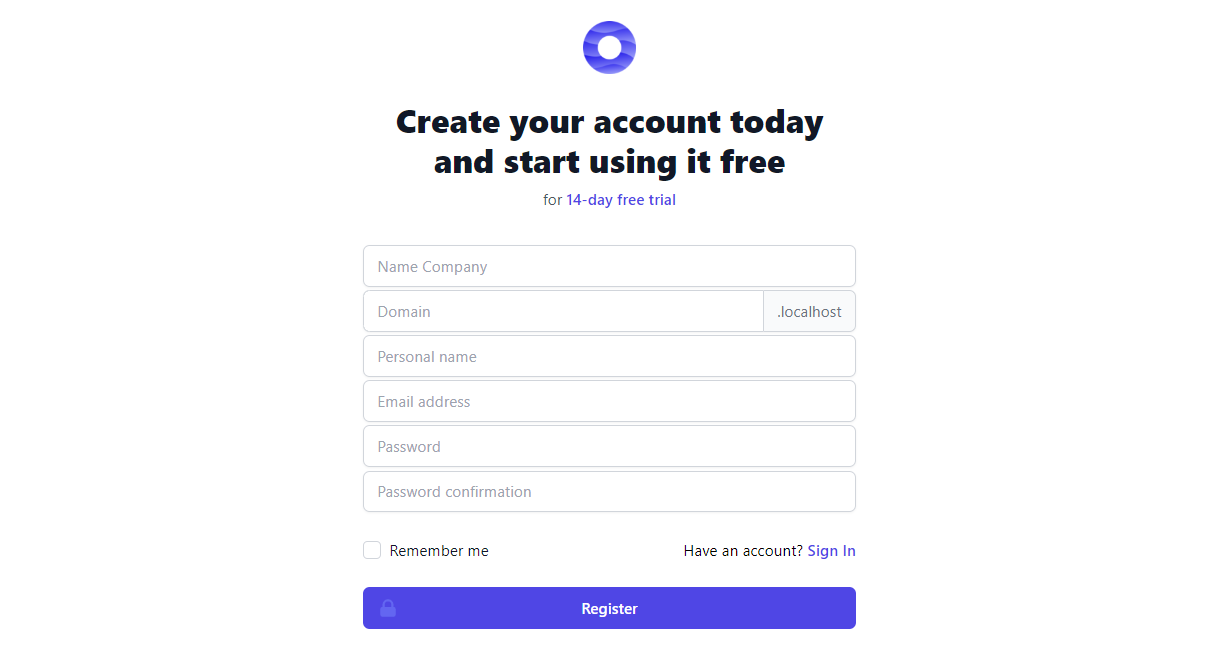 Create your account today
and start using it free
for 14-day free trial
Name Company
Domain .localhost
Personal name
Email address
Password
Password confirmation
Remember me Have an account? Sign In
Register